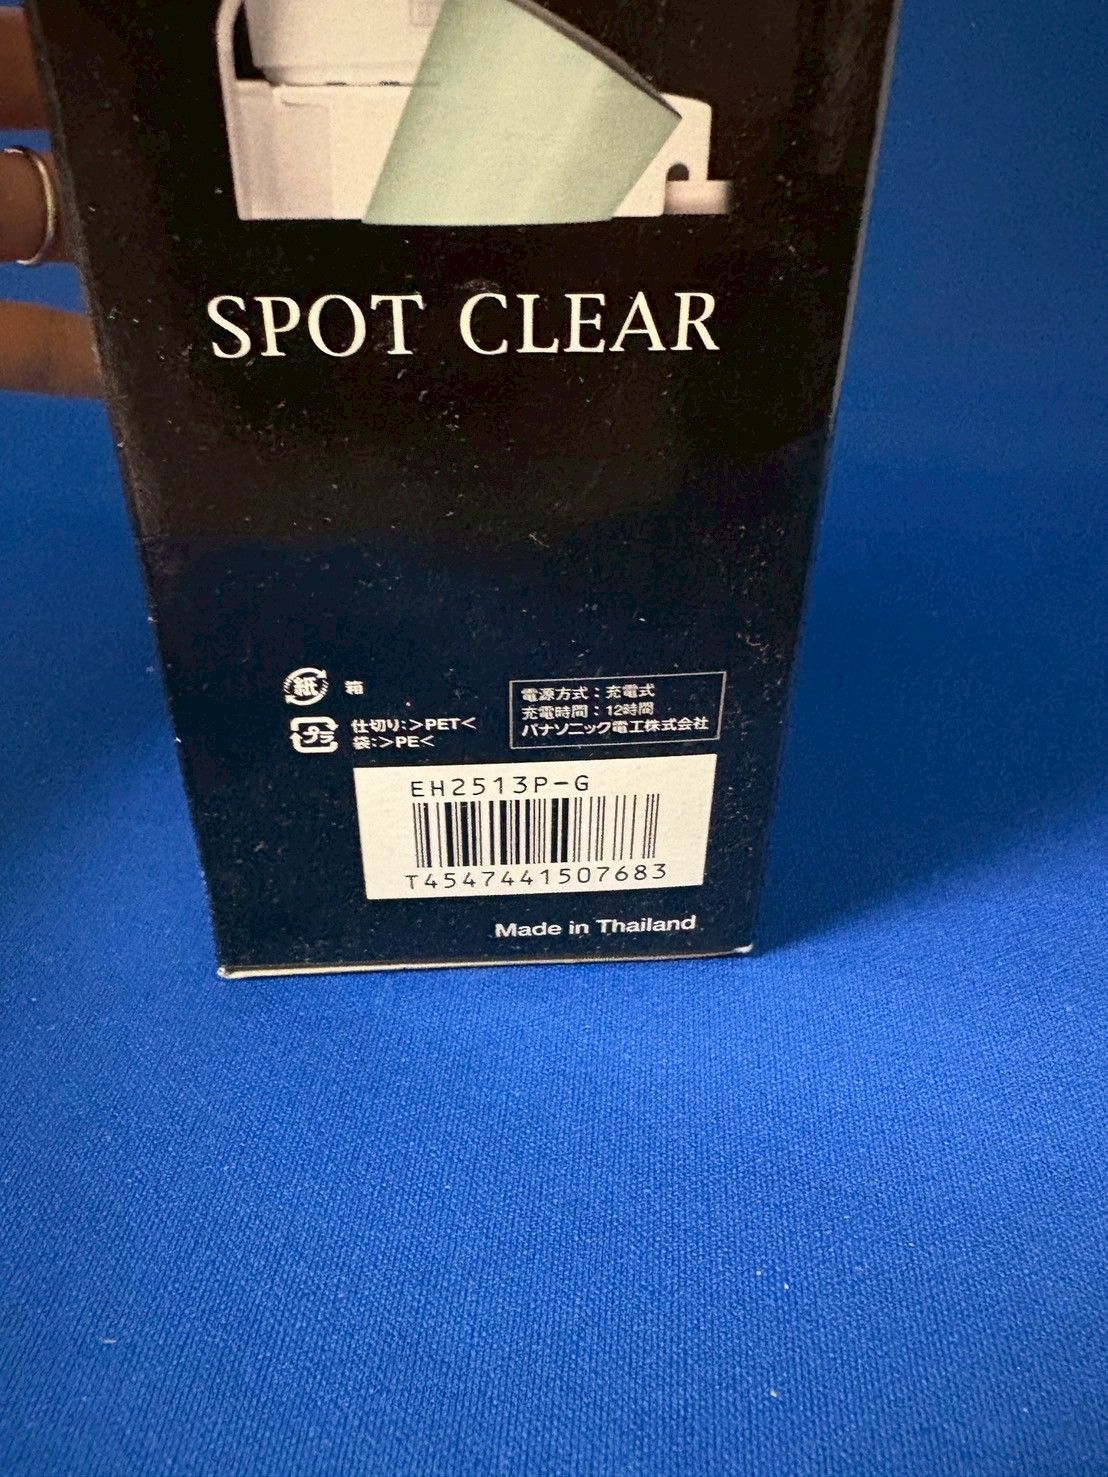 SPOT CLEAR
紙 箱
プラ 仕切り:>PET<
袋:>PE<
電源方式:充電式
充電時間:12時間
パナソニック電工株式会社
EH2513P-G
T4547441507683
Made in Thailand